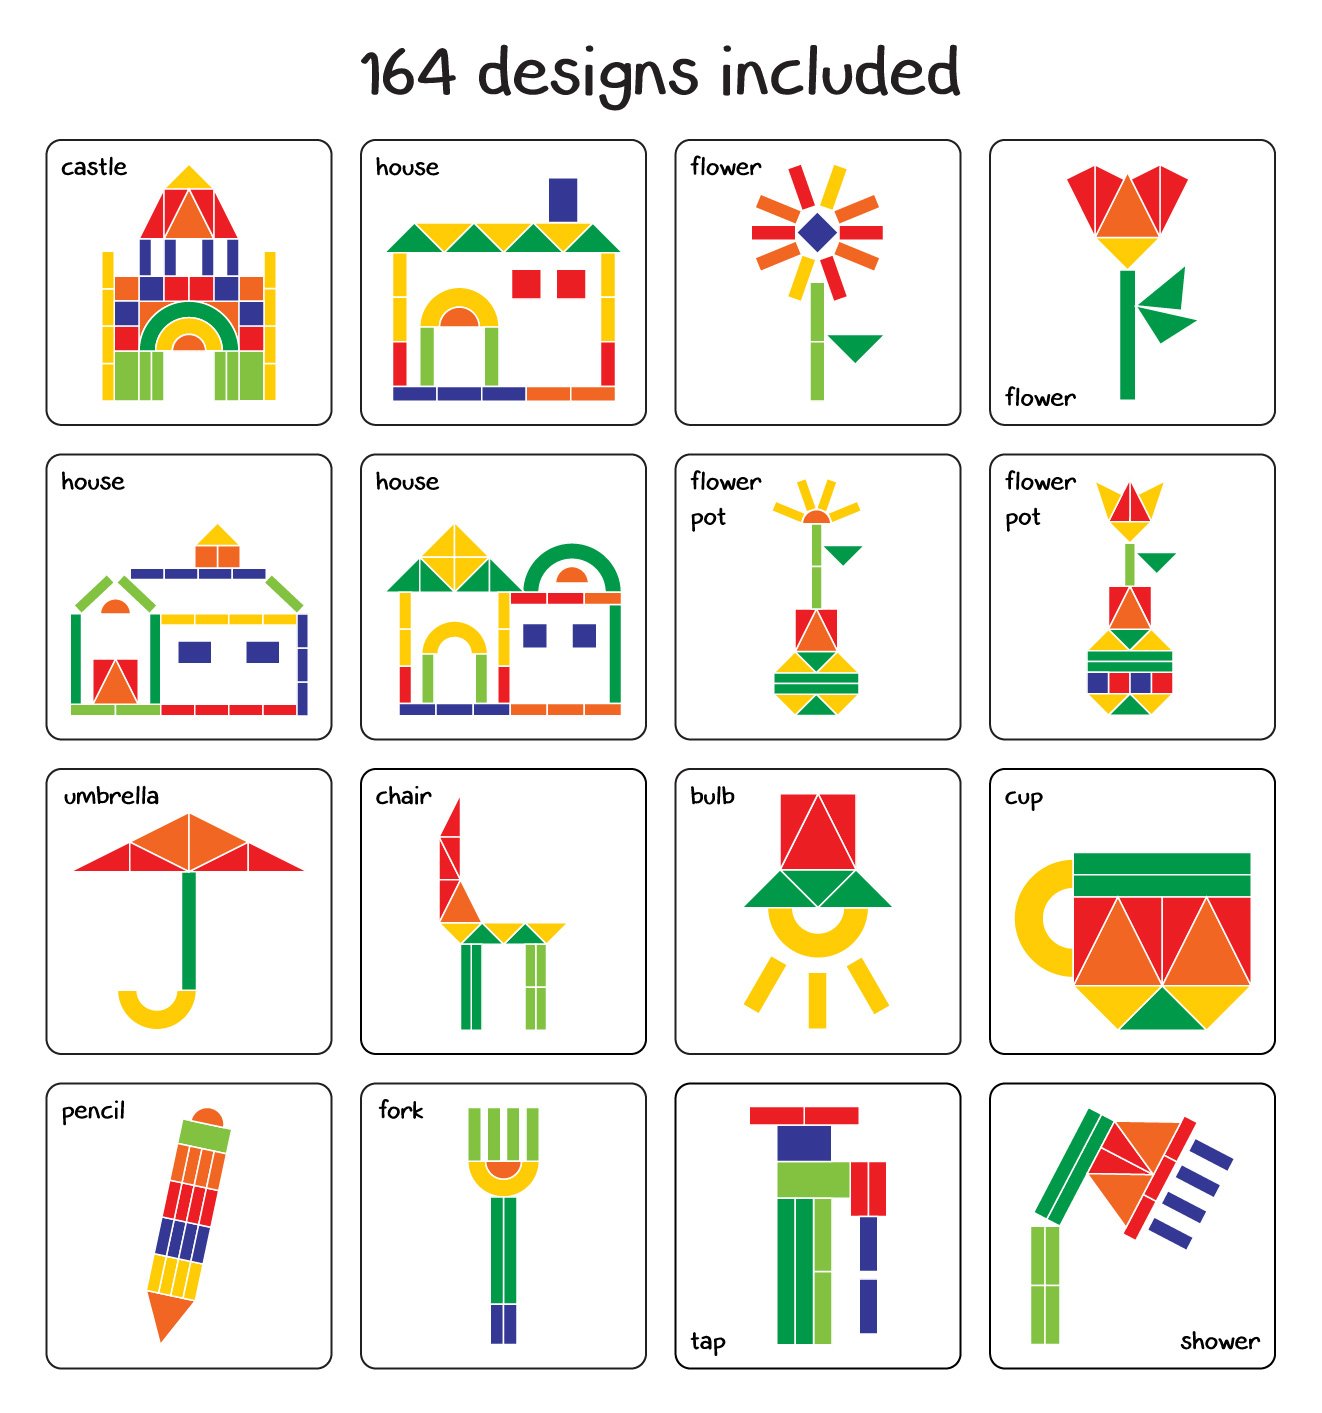 164 designs included
castle
house
flower
flower
house
house
flower
pot
flower
pot
umbrella
chair
bulb
cup
pencil
fork
tap
shower